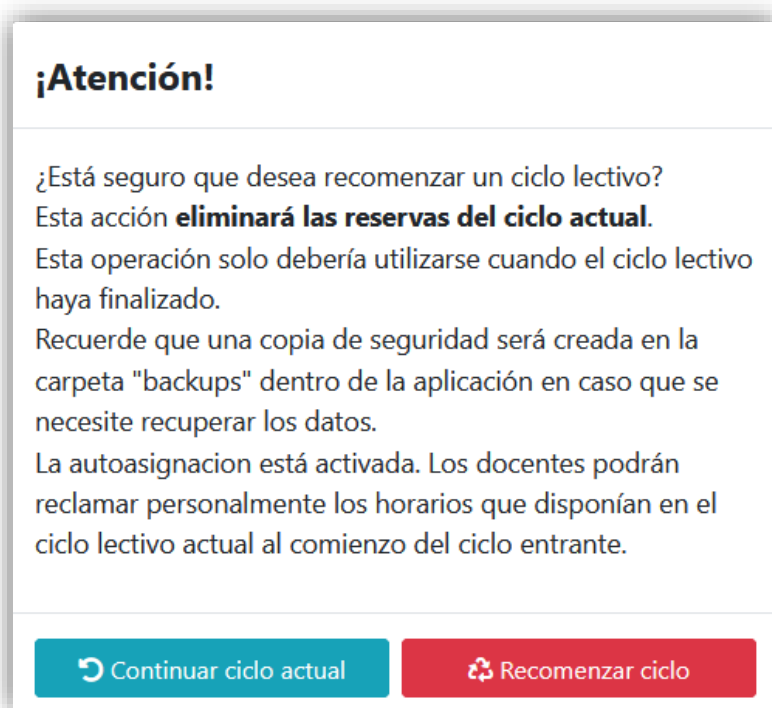 ¡Atención!
¿Está seguro que desea recomenzar un ciclo lectivo?
Esta acción eliminará las reservas del ciclo actual.
Esta operación solo debería utilizarse cuando el ciclo lectivo
haya finalizado.
Recuerde que una copia de seguridad será creada en la
carpeta "backups" dentro de la aplicación en caso que se
necesite recuperar los datos.
La autoasignacion está activada. Los docentes podrán
reclamar personalmente los horarios que disponían en el
ciclo lectivo actual al comienzo del ciclo entrante.
Continuar ciclo actual
Recomenzar ciclo